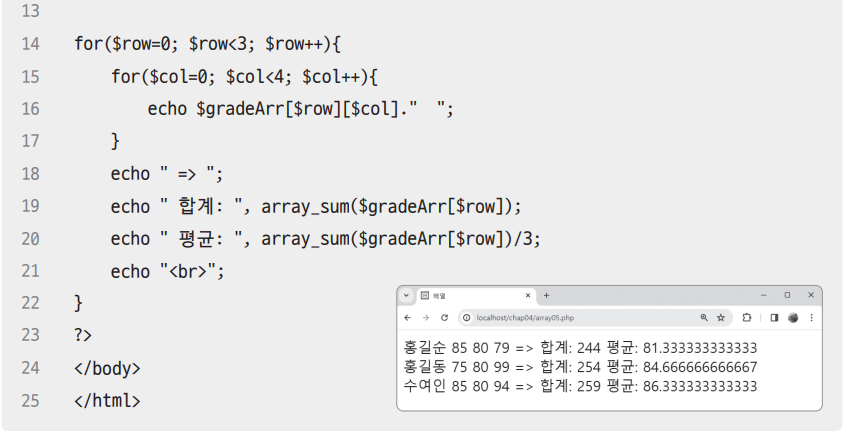 13
14 for($row=0; $row<3; $row++){
15 for($col=0; $col<4; $col++){
16 echo $gradeArr[$row][$col]."  ";
17 }
18 echo " => ";
19 echo " 합계: ", array_sum($gradeArr[$row]);
20 echo " 평균: ", array_sum($gradeArr[$row])/3;
21 echo "<br>";
22 }
23 ?>
24 </body>
25 </html>
배열
localhost/chap04/array05.php
홍길순 85 80 79 => 합계: 244 평균: 81.333333333333
홍길동 75 80 99 => 합계: 254 평균: 84.666666666667
수여인 85 80 94 => 합계: 259 평균: 86.333333333333